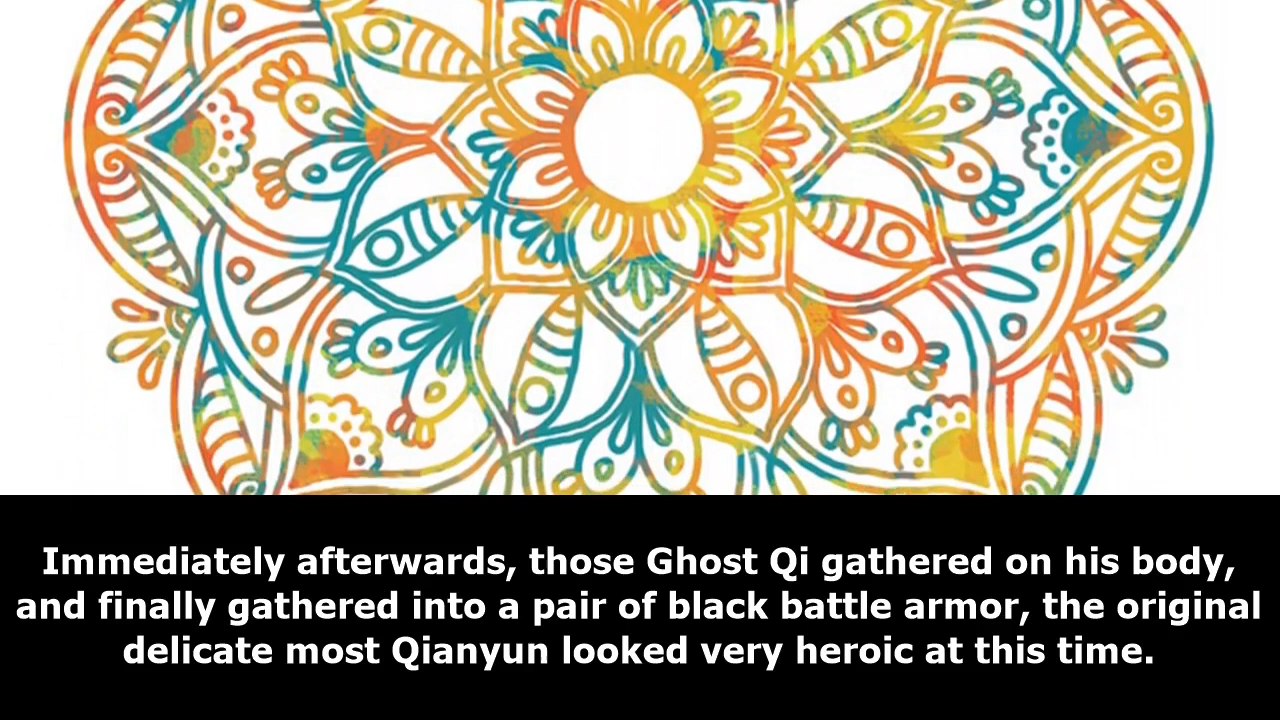 Immediately afterwards, those Ghost Qi gathered on his body,
and finally gathered into a pair of black battle armor, the original
delicate most Qianyun looked very heroic at this time.